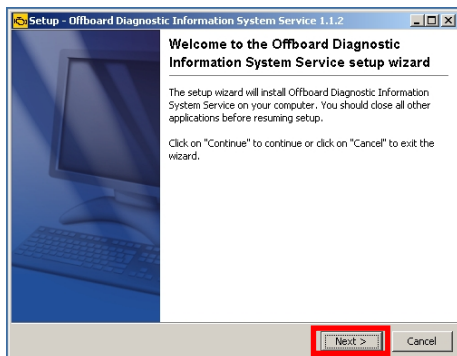 Setup - Offboard Diagnostic Information System Service 1.1.2
Welcome to the Offboard Diagnostic
Information System Service setup wizard
The setup wizard will install Offboard Diagnostic Information
System Service on your computer. You should close all other
applications before resuming setup.
Click on "Continue" to continue or click on "Cancel" to exit the
wizard.
Next >
Cancel